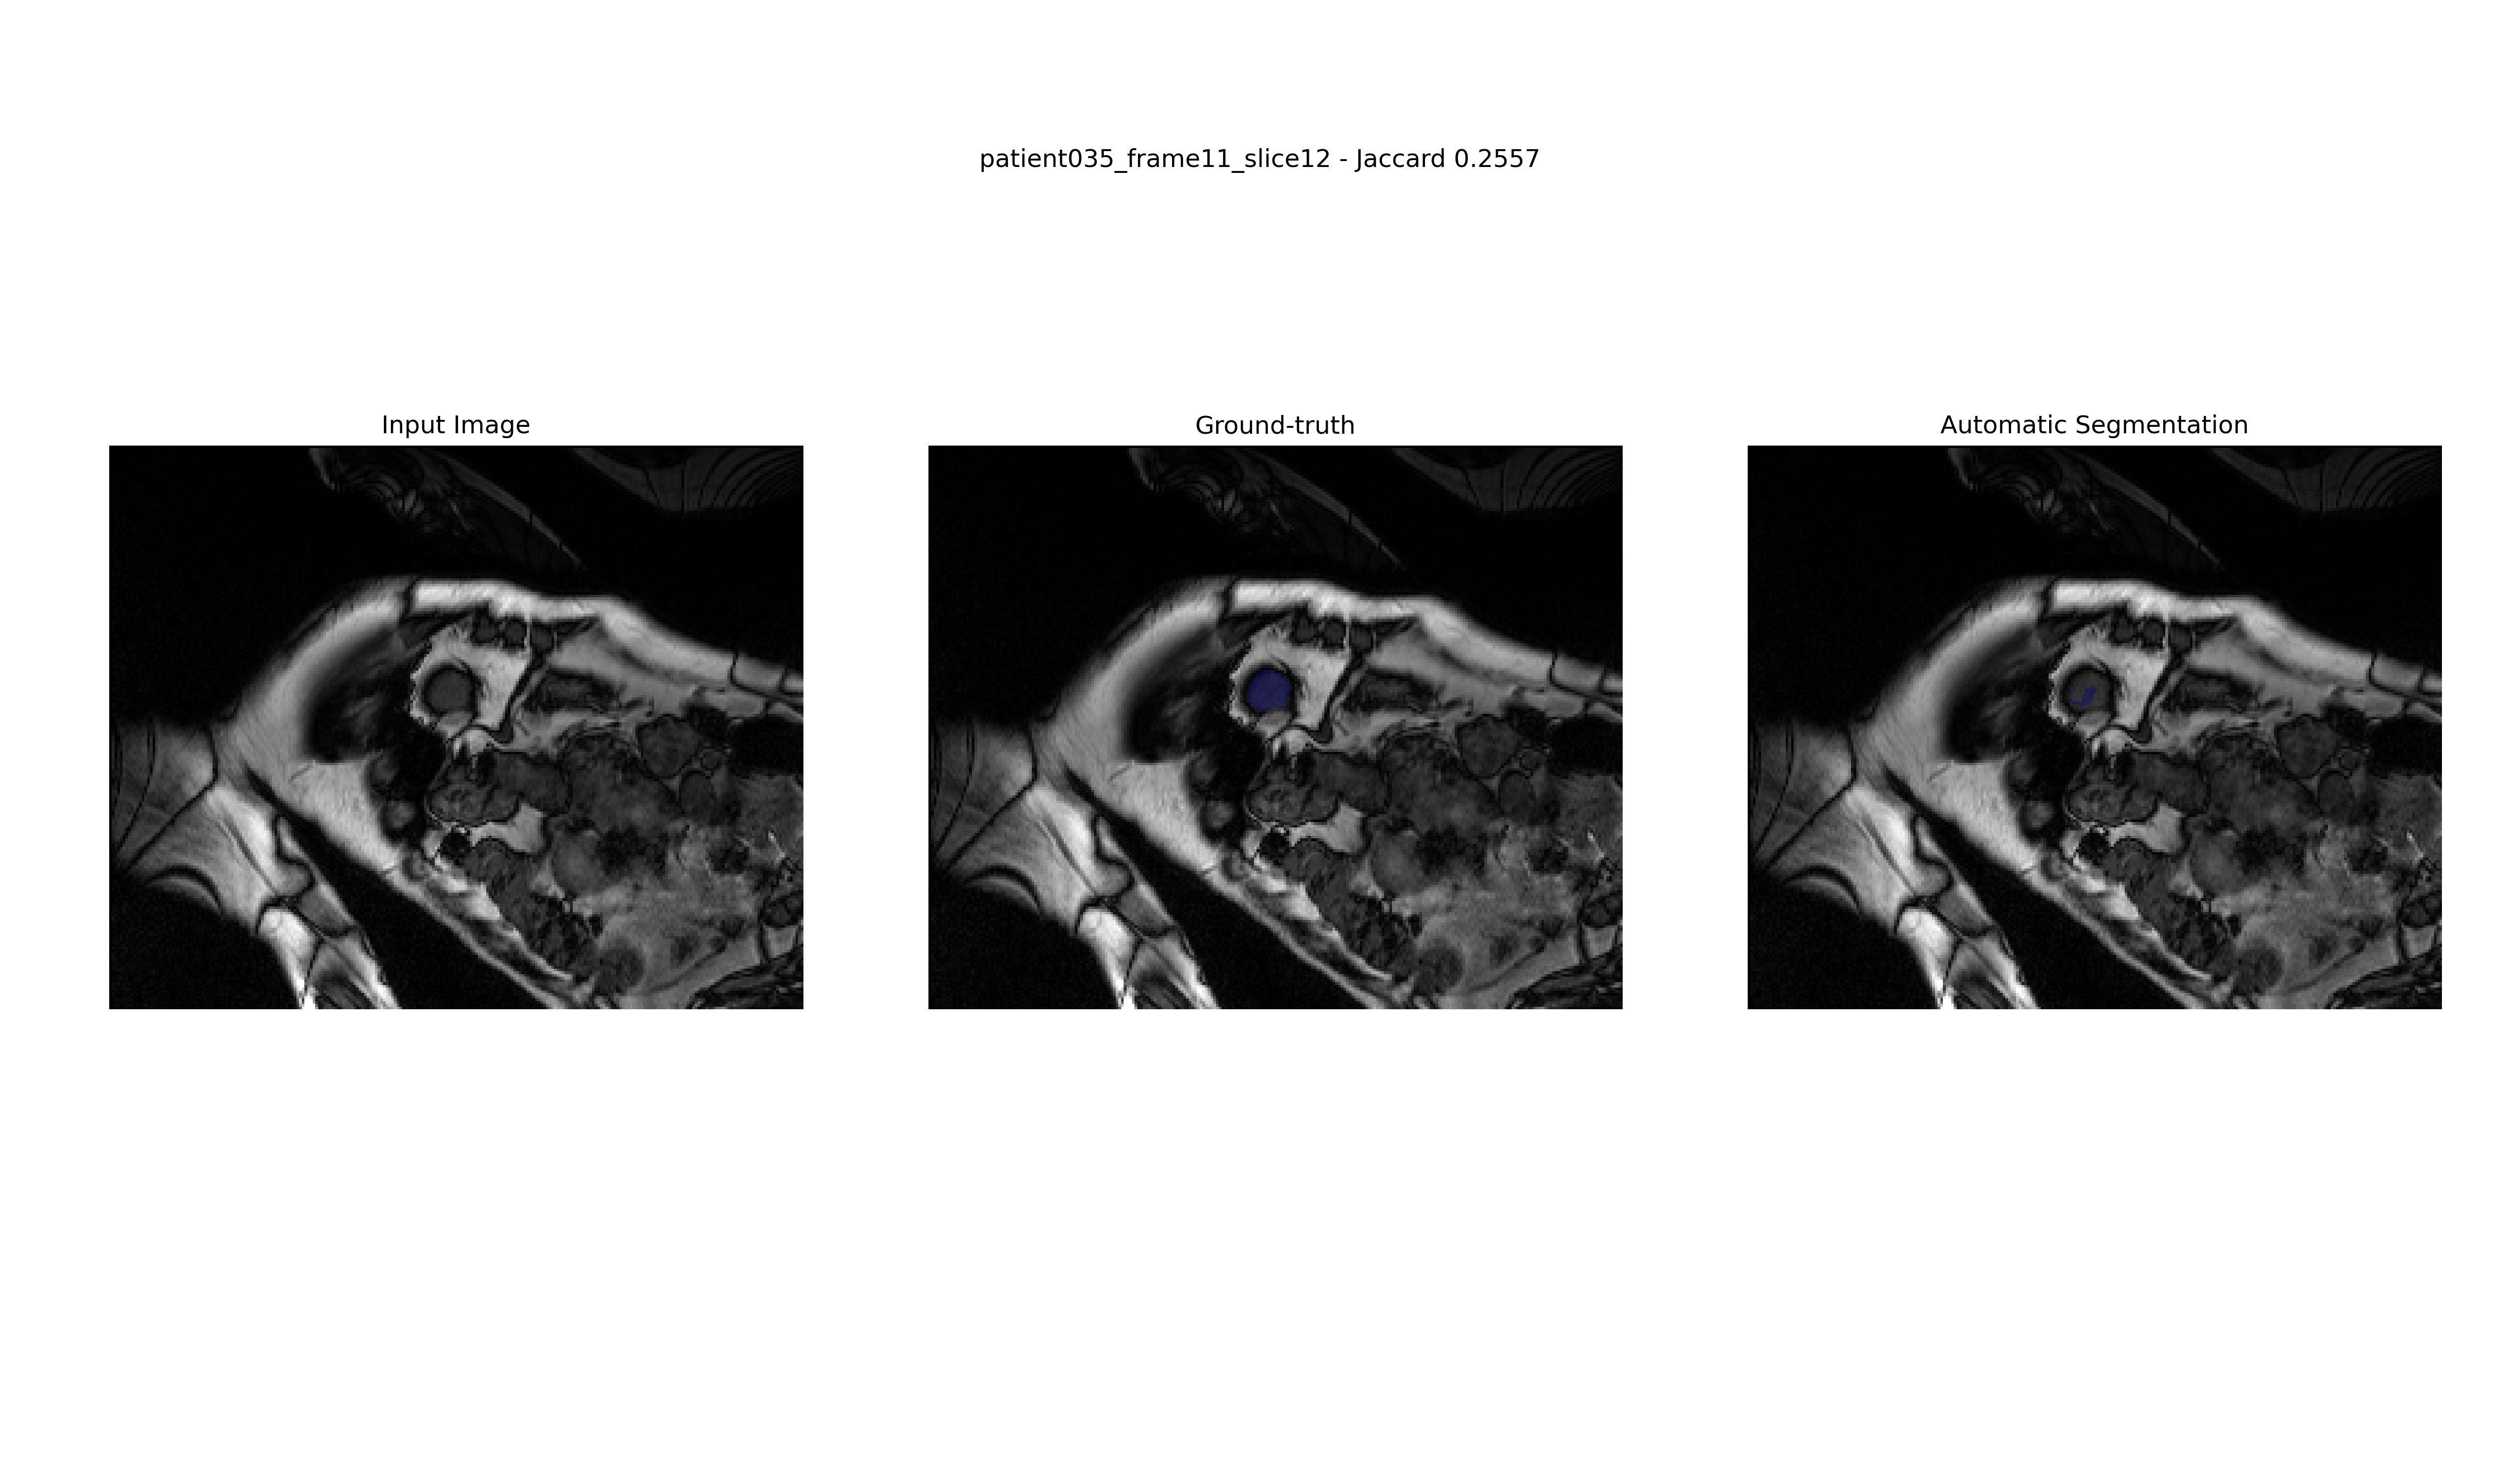 patient035_frame11_slice12 - Jaccard 0.2557
Input Image
Ground-truth
Automatic Segmentation